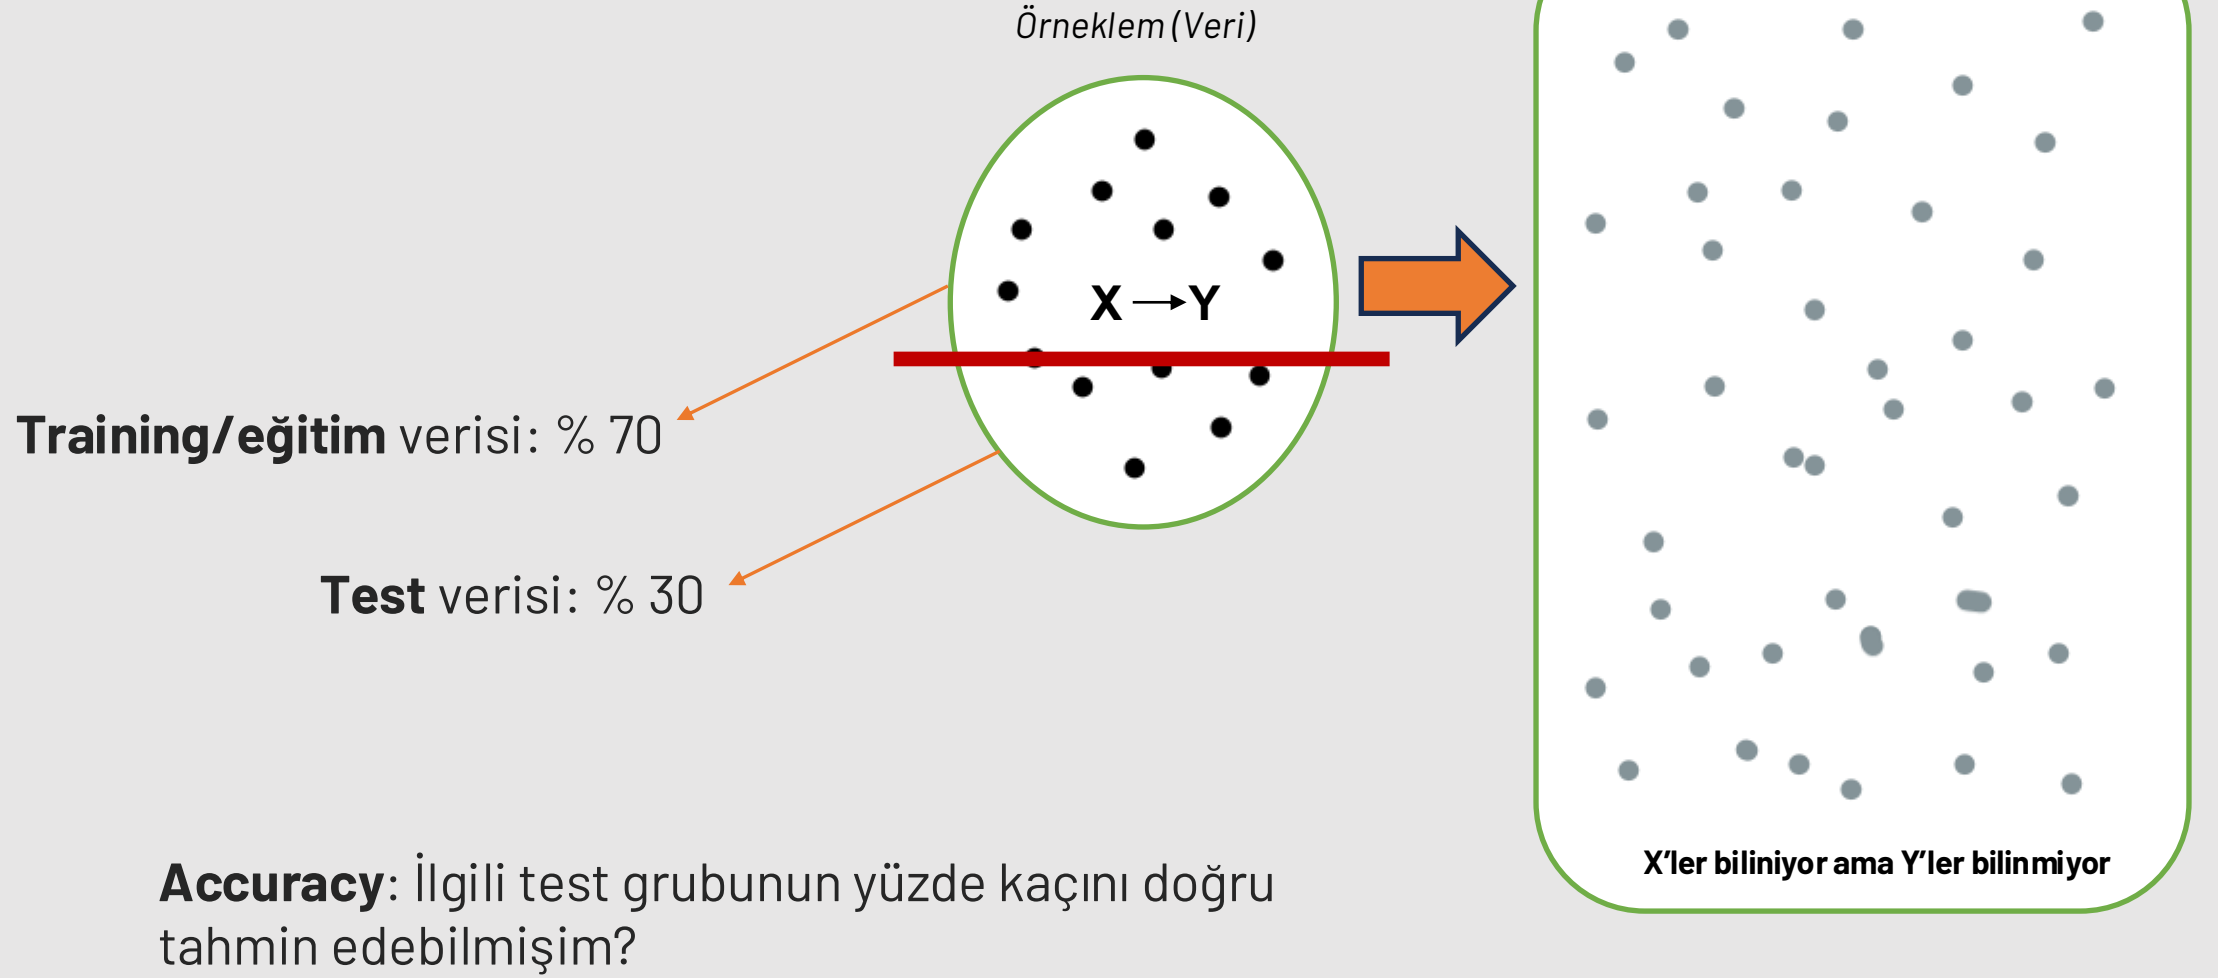 Örneklem (Veri)
X → Y
Training/eğitim verisi: % 70
Test verisi: % 30
X’ler biliniyor ama Y’ler bilinmiyor
Accuracy: İlgili test grubunun yüzde kaçını doğru
tahmin edebilmişim?